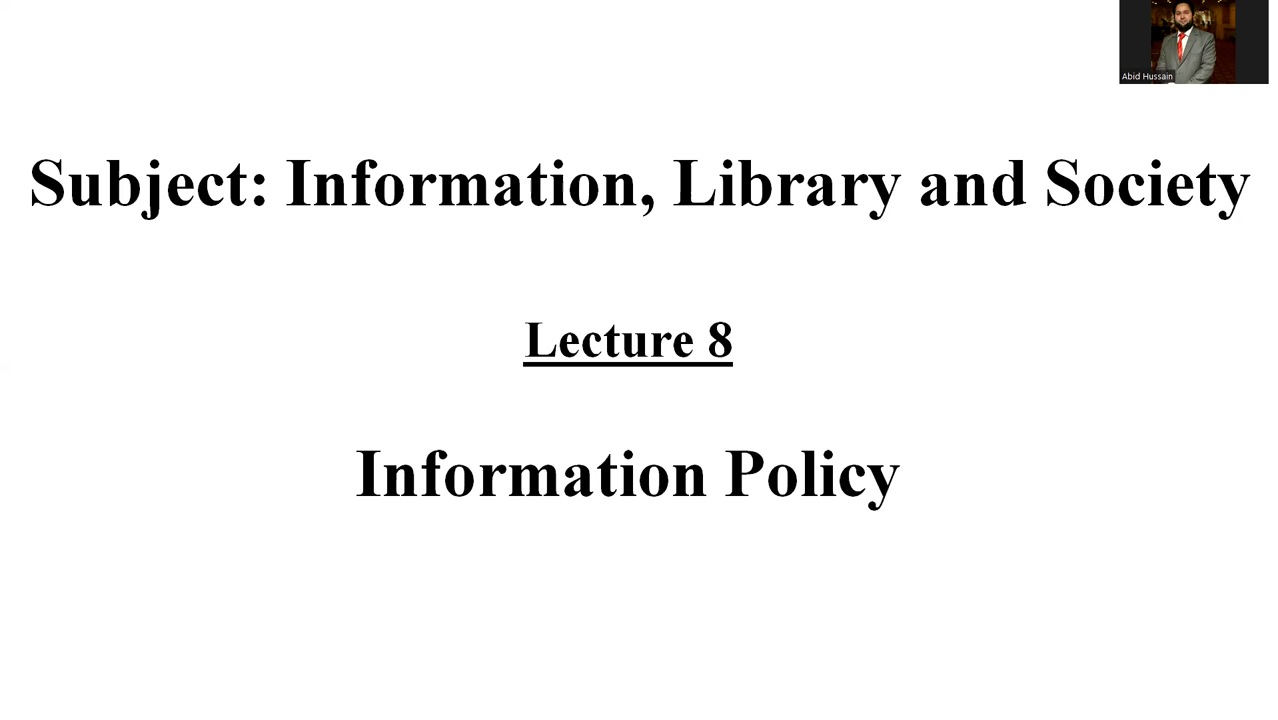 Abid Hussain
Subject: Information, Library and Society
Lecture 8
Information Policy